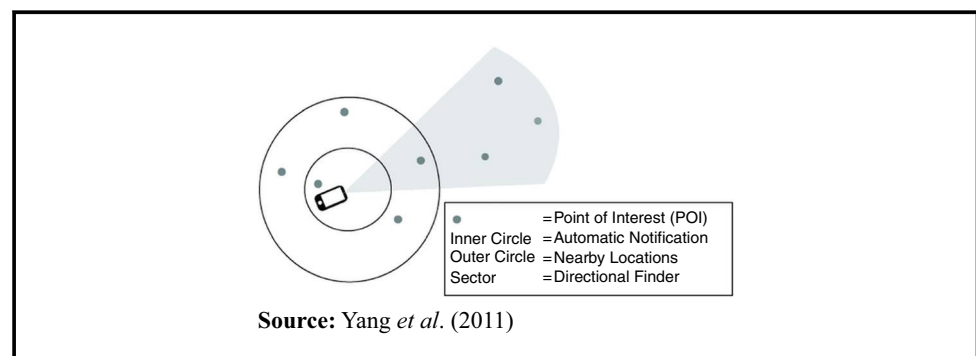 = Point of Interest (POI)
Inner Circle = Automatic Notification
Outer Circle = Nearby Locations
Sector = Directional Finder
Source: Yang et al. (2011)